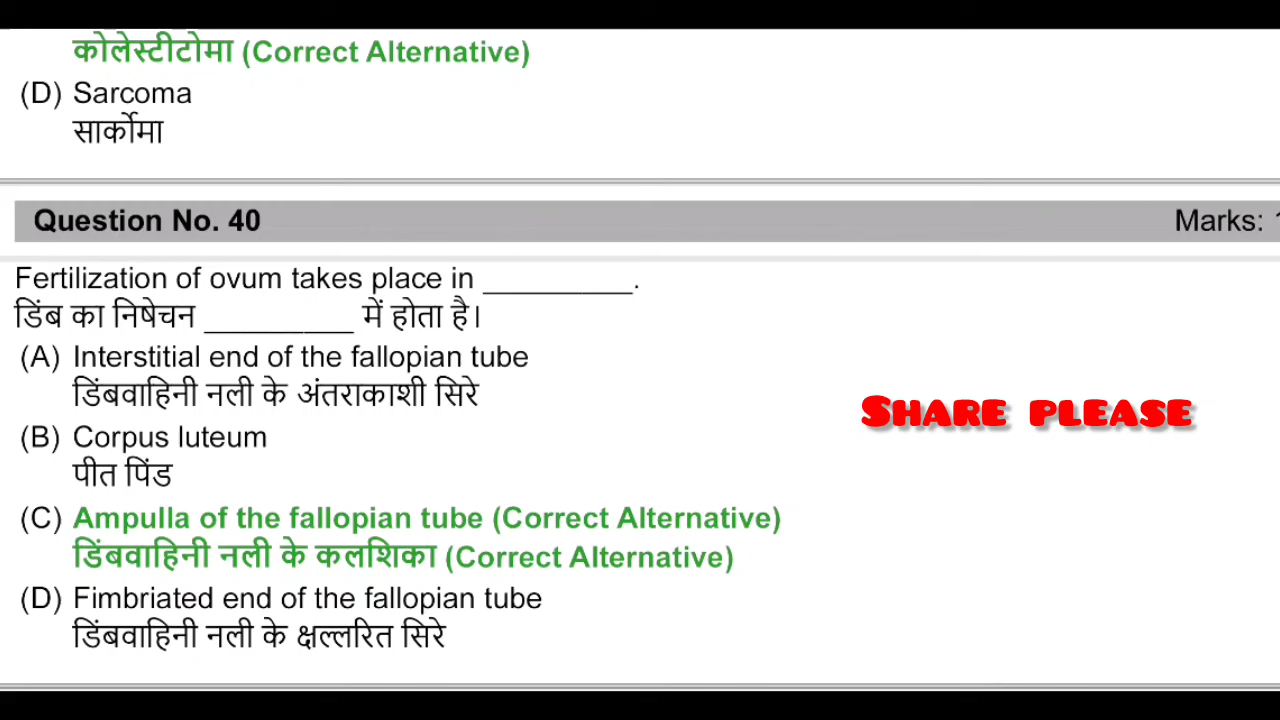 कोलेस्टीटोमा (Correct Alternative)
(D) Sarcoma
सार्कोमा
Question No. 40 Marks: 1
Fertilization of ovum takes place in _________.
डिंब का निषेचन _________ में होता है।
(A) Interstitial end of the fallopian tube
डिंबवाहिनी नली के अंतराकाशी सिरे
SHARE PLEASE
(B) Corpus luteum
पीत पिंड
(C) Ampulla of the fallopian tube (Correct Alternative)
डिंबवाहिनी नली के कलशिका (Correct Alternative)
(D) Fimbriated end of the fallopian tube
डिंबवाहिनी नली के क्षल्लरित सिरे